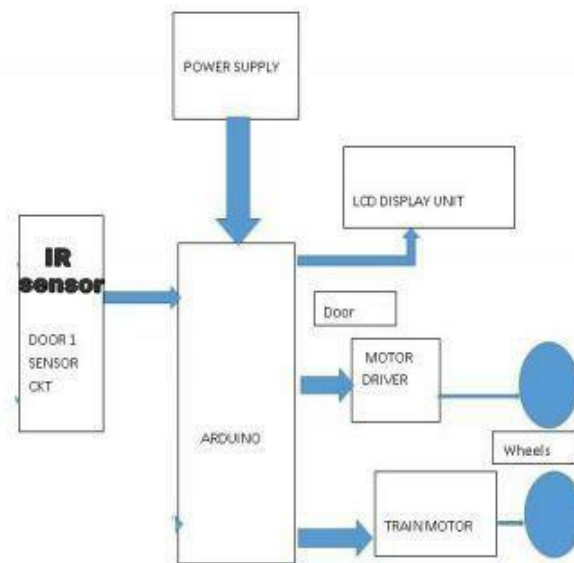 POWER SUPPLY
LCD DISPLAY UNIT
IR
sensor
DOOR 1
SENSOR
CKT
Door
MOTOR
DRIVER
ARDUINO
Wheels
TRAIN MOTOR